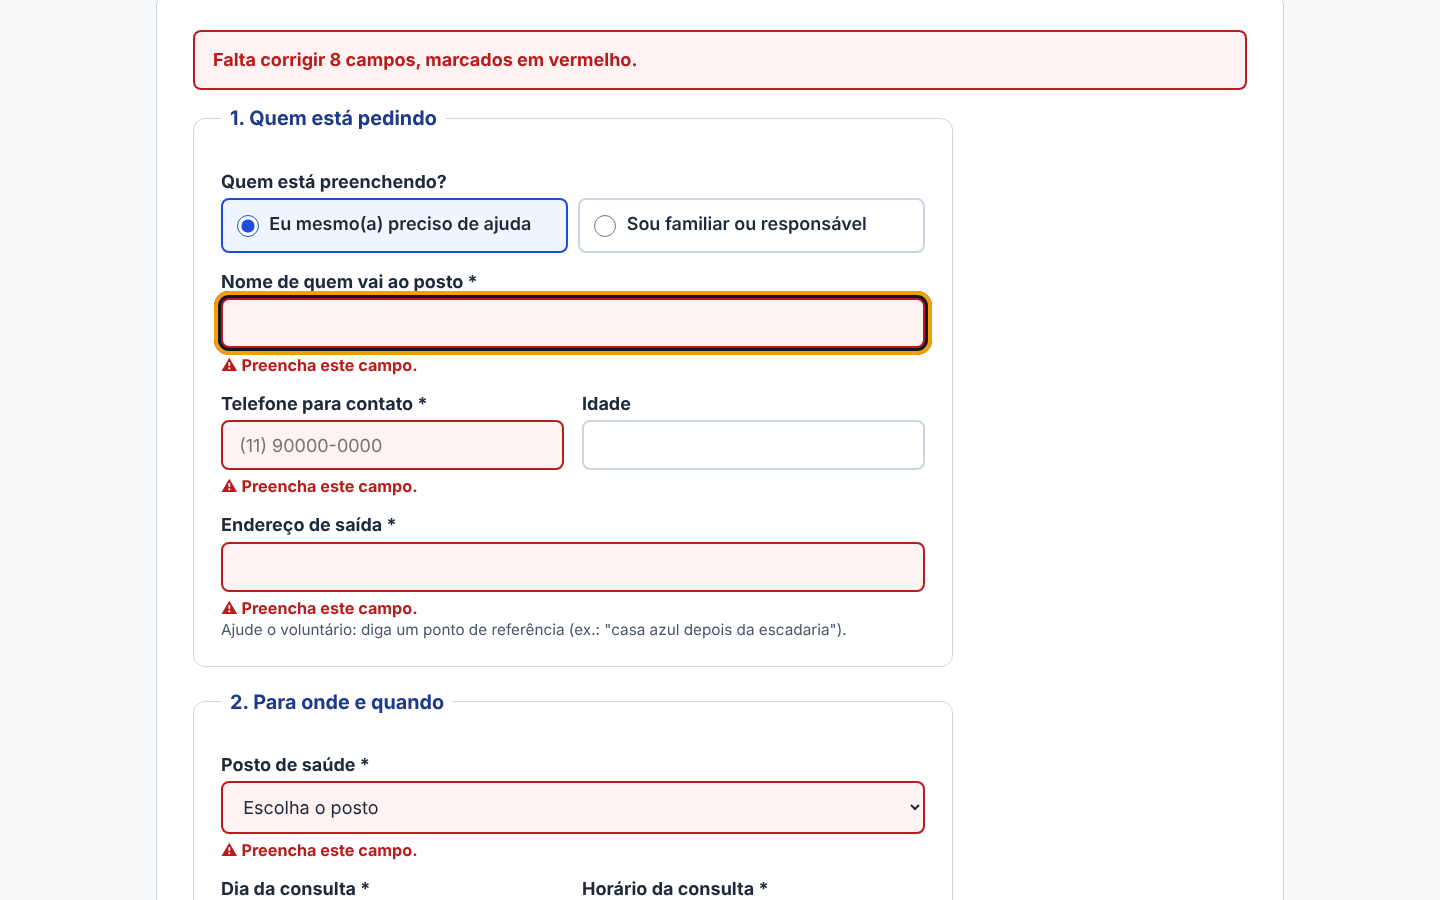 Falta corrigir 8 campos, marcados em vermelho.
1. Quem está pedindo
Quem está preenchendo?
Eu mesmo(a) preciso de ajuda
Sou familiar ou responsável
Nome de quem vai ao posto *
⚠ Preencha este campo.
Telefone para contato *
Idade
(11) 90000-0000
⚠ Preencha este campo.
Endereço de saída *
⚠ Preencha este campo.
Ajude o voluntário: diga um ponto de referência (ex.: "casa azul depois da escadaria").
2. Para onde e quando
Posto de saúde *
Escolha o posto
⚠ Preencha este campo.
Dia da consulta *
Horário da consulta *